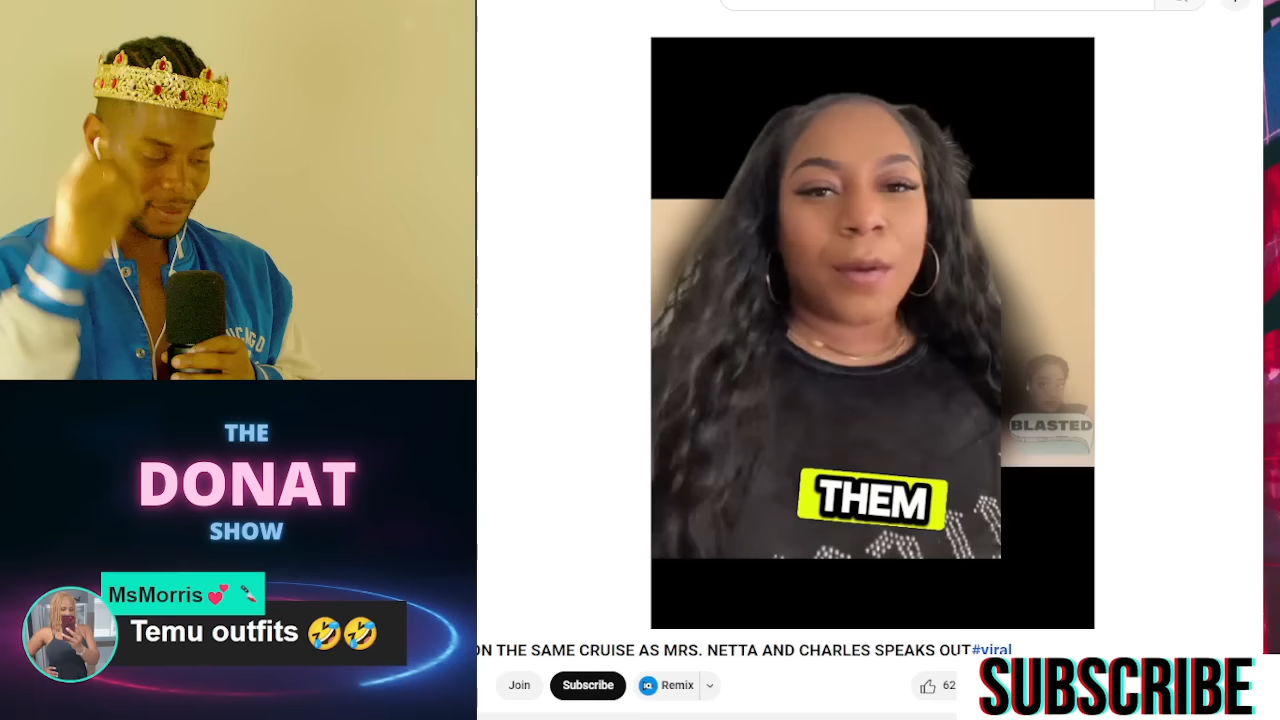 CHICAGO
THE
DONAT
SHOW
MsMorris💕 🔪
Temu outfits 🤣🤣
BLASTED
THEM
ON THE SAME CRUISE AS MRS. NETTA AND CHARLES SPEAKS OUT#viral
Join
Subscribe
Remix
62
SUBSCRIBE